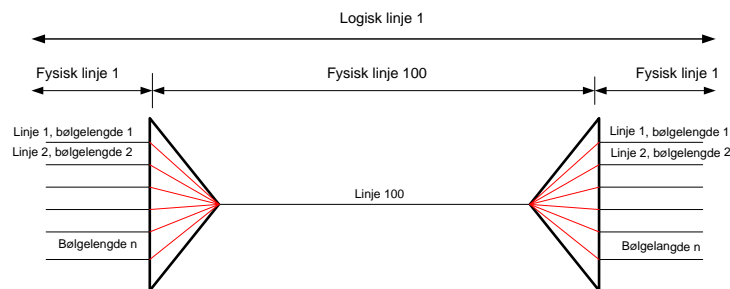 Logisk linje 1
Fysisk linje 1
Fysisk linje 100
Fysisk linje 1
Linje 1, bølgelengde 1
Linje 1, bølgelengde 1
Linje 2, bølgelengde 2
Linje 2, bølgelengde 2
Linje 100
Bølgelengde n
Bølgelangde n